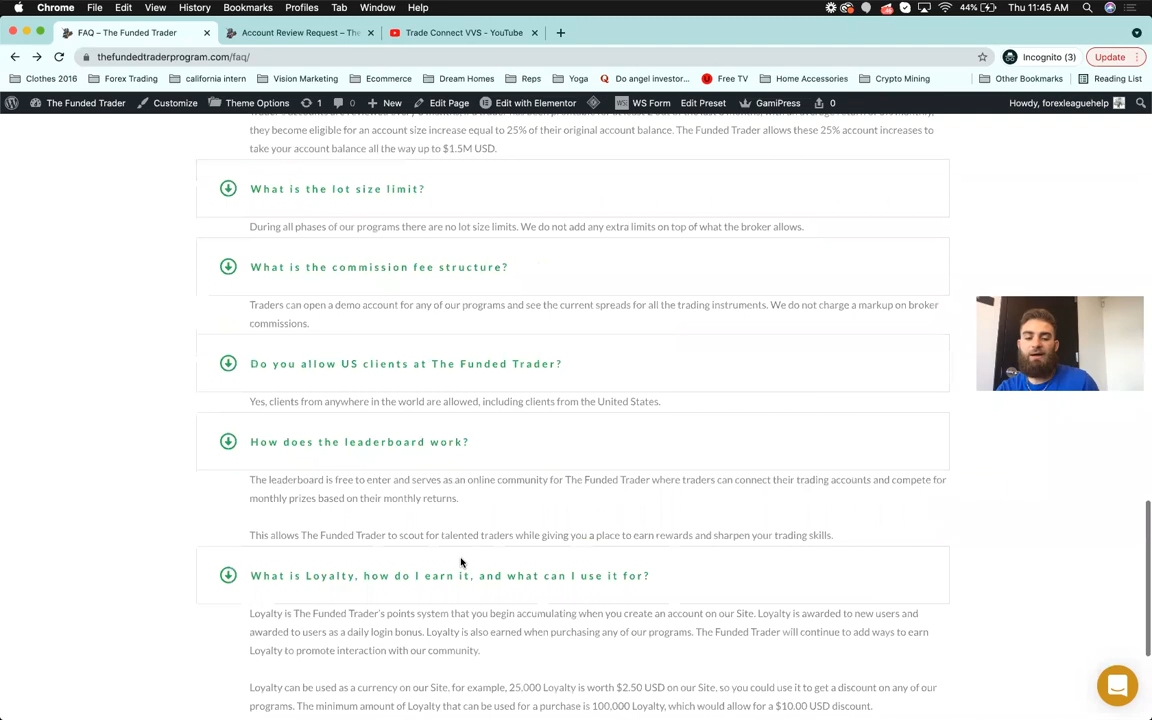 Chrome File Edit View History Bookmarks Profiles Tab Window Help 44% Thu 11:45 AM
FAQ – The Funded Trader Account Review Request – The Trade Connect VVS - YouTube
thefundedtraderprogram.com/faq/ Incognito (3) Update
Clothes 2016 Forex Trading california intern Vision Marketing Ecommerce Dream Homes Reps Yoga Do angel investor... Free TV Home Accessories Crypto Mining Other Bookmarks Reading List
The Funded Trader Customize Theme Options 1 0 New Edit Page Edit with Elementor WS Form Edit Preset GamiPress 0 Howdy, forexleaguehelp
they become eligible for an account size increase equal to 25% of their original account balance. The Funded Trader allows these 25% account increases to
take your account balance all the way up to $1.5M USD.
What is the lot size limit?
During all phases of our programs there are no lot size limits. We do not add any extra limits on top of what the broker allows.
What is the commission fee structure?
Traders can open a demo account for any of our programs and see the current spreads for all the trading instruments. We do not charge a markup on broker
commissions.
Do you allow US clients at The Funded Trader?
Yes, clients from anywhere in the world are allowed, including clients from the United States.
How does the leaderboard work?
The leaderboard is free to enter and serves as an online community for The Funded Trader where traders can connect their trading accounts and compete for
monthly prizes based on their monthly returns.
This allows The Funded Trader to scout for talented traders while giving you a place to earn rewards and sharpen your trading skills.
What is Loyalty, how do I earn it, and what can I use it for?
Loyalty is The Funded Trader's points system that you begin accumulating when you create an account on our Site. Loyalty is awarded to new users and
awarded to users as a daily login bonus. Loyalty is also earned when purchasing any of our programs. The Funded Trader will continue to add ways to earn
Loyalty to promote interaction with our community.
Loyalty can be used as a currency on our Site, for example, 25,000 Loyalty is worth $2.50 USD on our Site, so you could use it to get a discount on any of our
programs. The minimum amount of Loyalty that can be used for a purchase is 100,000 Loyalty, which would allow for a $10.00 USD discount.